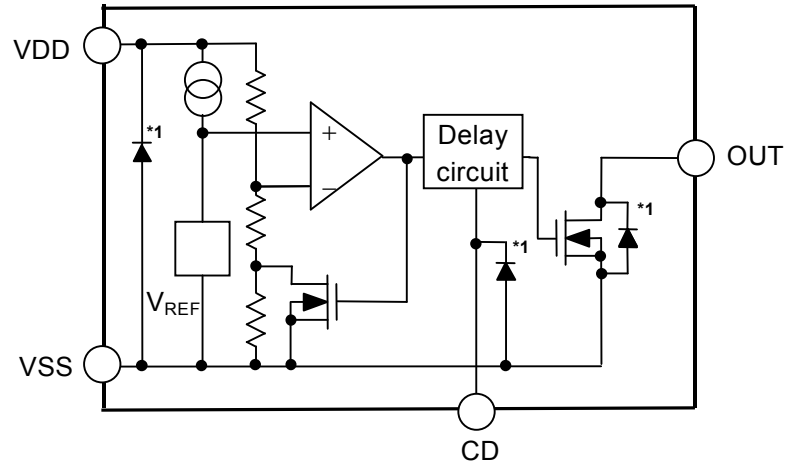 VDD
*1
+
−
Delay
circuit
OUT
*1
*1
VREF
VSS
CD